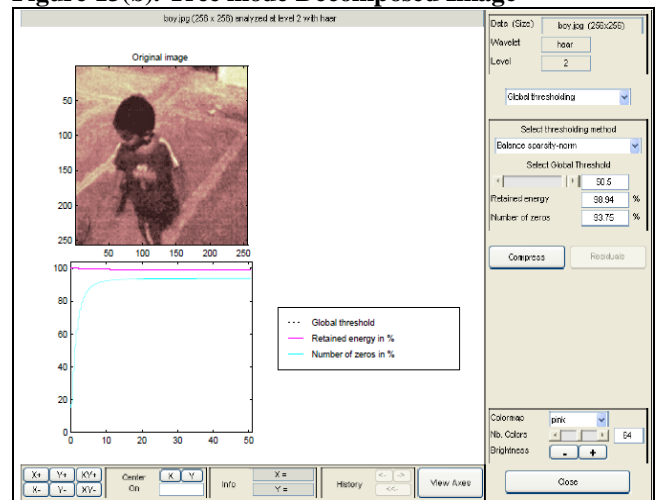 Figure 13(b): Tree mode Decomposed Image
boy.jpg (256 x 256) analyzed at level 2 with haar
Original image
50
100
150
200
250
50 100 150 200 250
100
80
60
40
20
0
0 10 20 30 40 50
Global threshold
Retained energy in %
Number of zeros in %
Data (Size) boy.jpg (256x256)
Wavelet haar
Level 2
Global thresholding
Select thresholding method
Balance sparsity-norm
Select Global Threshold
50.5
Retained energy 98.94 %
Number of zeros 93.75 %
Compress Residuals
Colormap pink
Nb. Colors 64
Brightness - +
X+ Y+ XY+
X- Y- XY-
Center On X Y
Info X = Y =
History <- -> <<-
View Axes
Close